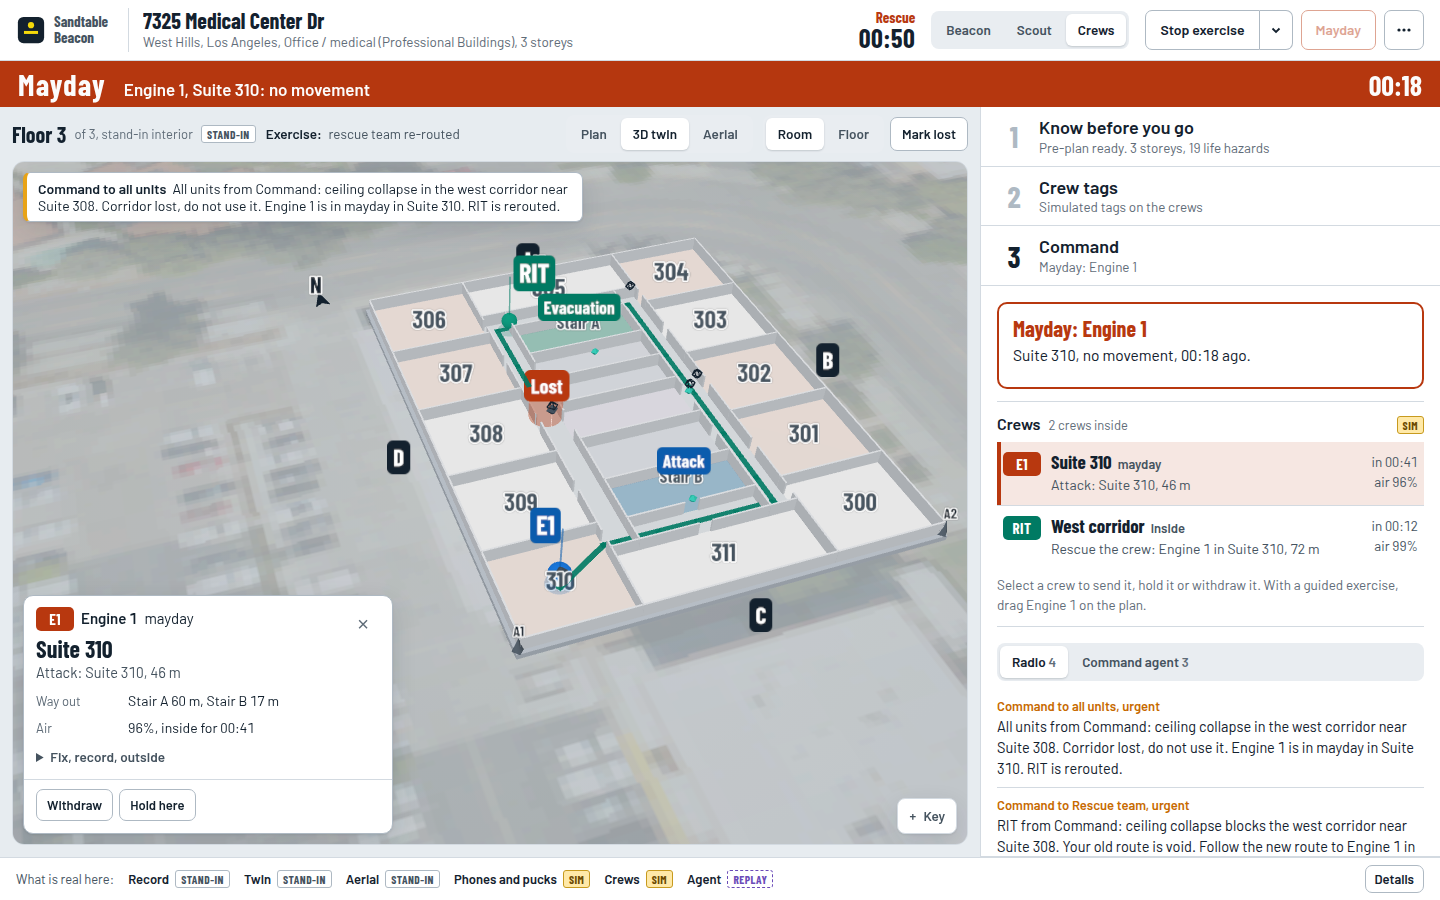 Sandtable
Beacon
7325 Medical Center Dr
West Hills, Los Angeles, Office / medical (Professional Buildings), 3 storeys
Rescue
00:50
Beacon
Scout
Crews
Stop exercise
Mayday
Mayday
Engine 1, Suite 310: no movement
00:18
Floor 3
of 3, stand-in interior
STAND-IN
Exercise: rescue team re-routed
Plan
3D twin
Aerial
Room
Floor
Mark lost
Command to all units All units from Command: ceiling collapse in the west corridor near
Suite 308. Corridor lost, do not use it. Engine 1 is in mayday in Suite 310. RIT is rerouted.
N
RIT
304
Evacuation
Stair A
306
303
B
307
Lost
302
308
301
D
Attack
Stair B
309
300
E1
A2
311
310
C
A1
E1
Engine 1 mayday
Suite 310
Attack: Suite 310, 46 m
Way out
Stair A 60 m, Stair B 17 m
Air
96%, inside for 00:41
Fix, record, outside
Withdraw
Hold here
+ Key
1
Know before you go
Pre-plan ready. 3 storeys, 19 life hazards
2
Crew tags
Simulated tags on the crews
3
Command
Mayday: Engine 1
Mayday: Engine 1
Suite 310, no movement, 00:18 ago.
Crews 2 crews inside
SIM
E1
Suite 310 mayday
in 00:41
Attack: Suite 310, 46 m
air 96%
RIT
West corridor inside
in 00:12
Rescue the crew: Engine 1 in Suite 310, 72 m
air 99%
Select a crew to send it, hold it or withdraw it. With a guided exercise,
drag Engine 1 on the plan.
Radio 4
Command agent 3
Command to all units, urgent
All units from Command: ceiling collapse in the west corridor near
Suite 308. Corridor lost, do not use it. Engine 1 is in mayday in Suite
310. RIT is rerouted.
Command to Rescue team, urgent
RIT from Command: ceiling collapse blocks the west corridor near
Suite 308. Your old route is void. Follow the new route to Engine 1 in
What is real here:
Record STAND-IN
Twin STAND-IN
Aerial STAND-IN
Phones and pucks SIM
Crews SIM
Agent REPLAY
Details